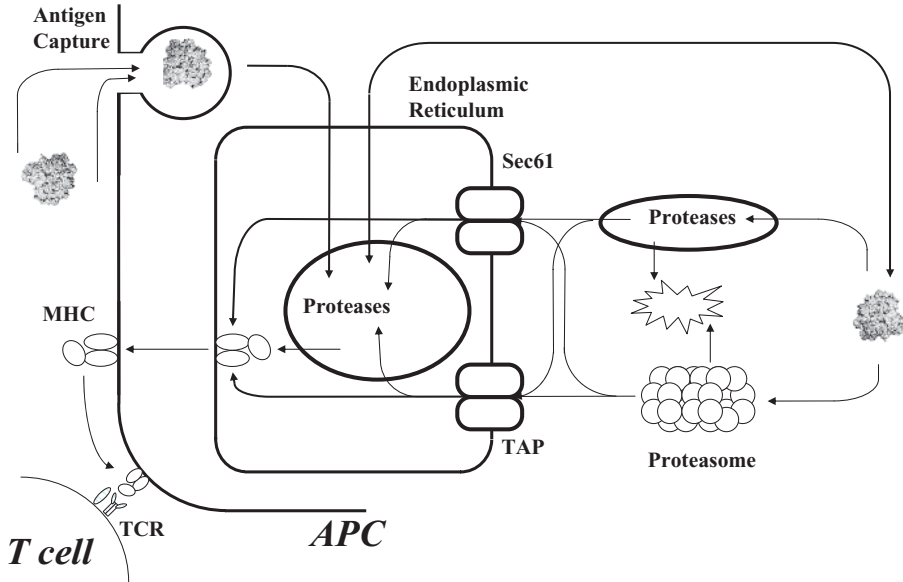 Antigen
Capture
Endoplasmic
Reticulum
Sec61
Proteases
Proteases
MHC
TAP
Proteasome
TCR
APC
T cell